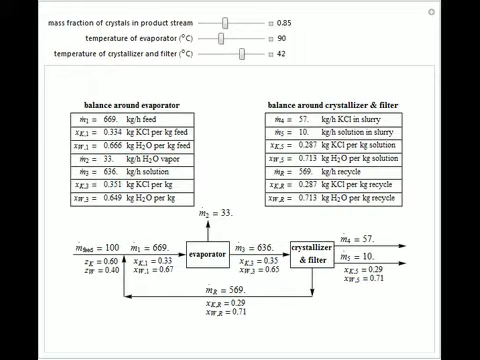 mass fraction of crystals in product stream 0.85
temperature of evaporator (°C) 90
temperature of crystallizer and filter (°C) 42
balance around evaporator
ṁ1 = 669. kg/h feed
xK,1 = 0.334 kg KCl per kg feed
xW,1 = 0.666 kg H2O per kg feed
ṁ2 = 33. kg/h H2O vapor
ṁ3 = 636. kg/h solution
xK,3 = 0.351 kg KCl per kg
xW,3 = 0.649 kg H2O per kg
balance around crystallizer & filter
ṁ4 = 57. kg/h KCl in slurry
ṁ5 = 10. kg/h solution in slurry
xK,5 = 0.287 kg KCl per kg solution
xW,5 = 0.713 kg H2O per kg solution
ṁR = 569. kg/h recycle
xK,R = 0.287 kg KCl per kg recycle
xW,R = 0.713 kg H2O per kg recycle
ṁ2 = 33.
ṁfeed = 100
zK = 0.60
zW = 0.40
ṁ1 = 669.
xK,1 = 0.33
xW,1 = 0.67
evaporator
ṁ3 = 636.
xK,3 = 0.35
xW,3 = 0.65
crystallizer
& filter
ṁ4 = 57.
ṁ5 = 10.
xK,5 = 0.29
xW,5 = 0.71
ṁR = 569.
xK,R = 0.29
xW,R = 0.71